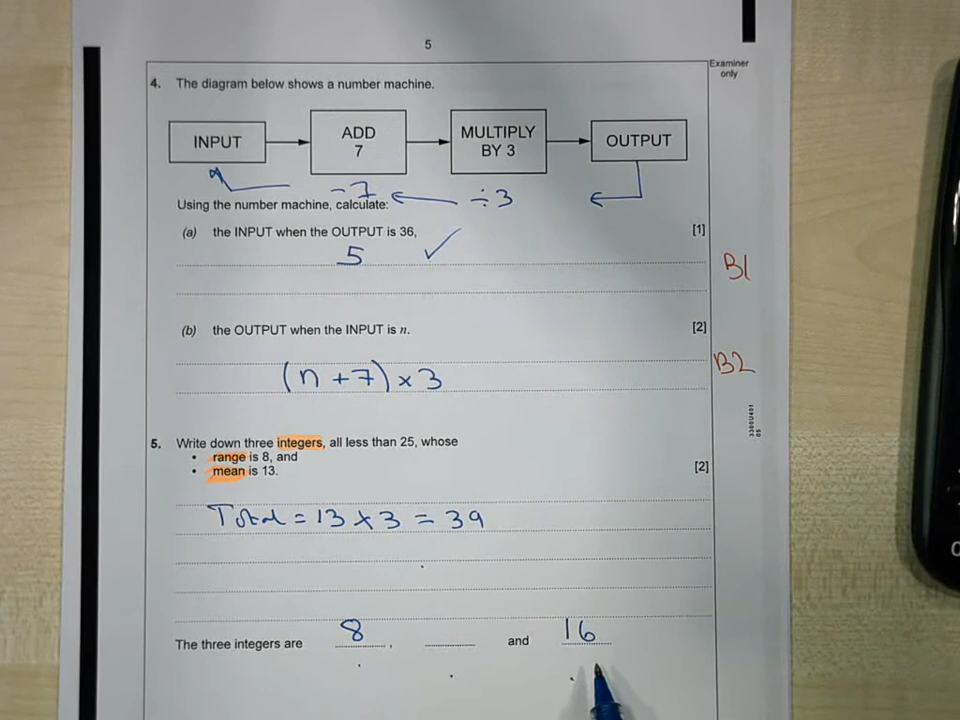 5
Examiner
only
4. The diagram below shows a number machine.
INPUT
ADD
7
MULTIPLY
BY 3
OUTPUT
-7
÷3
Using the number machine, calculate:
(a) the INPUT when the OUTPUT is 36, [1]
5 ✓
B1
(b) the OUTPUT when the INPUT is n. [2]
(n + 7) × 3
B2
3300U401
05
5. Write down three integers, all less than 25, whose
• range is 8, and
• mean is 13. [2]
Total = 13 × 3 = 39
The three integers are 8 , and 16